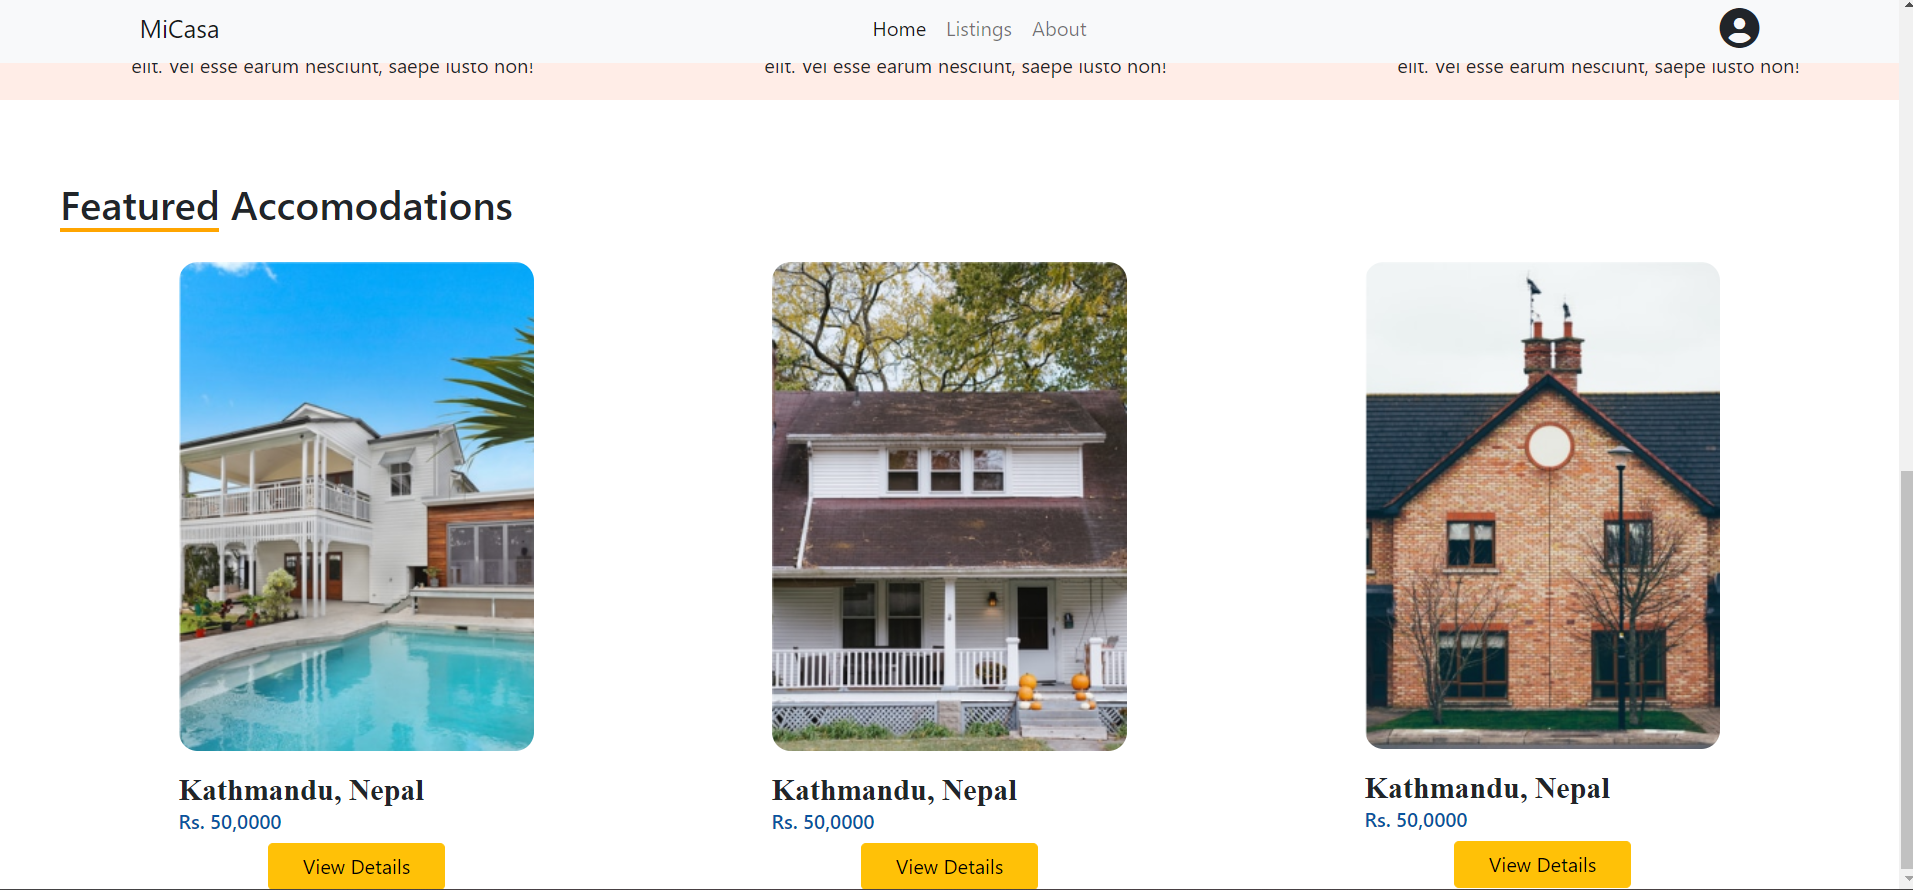 MiCasa
Home Listings About
elit. Vel esse earum nesciunt, saepe iusto non!
elit. Vel esse earum nesciunt, saepe iusto non!
elit. Vel esse earum nesciunt, saepe iusto non!
Featured Accomodations
Kathmandu, Nepal
Rs. 50,0000
View Details
Kathmandu, Nepal
Rs. 50,0000
View Details
Kathmandu, Nepal
Rs. 50,0000
View Details